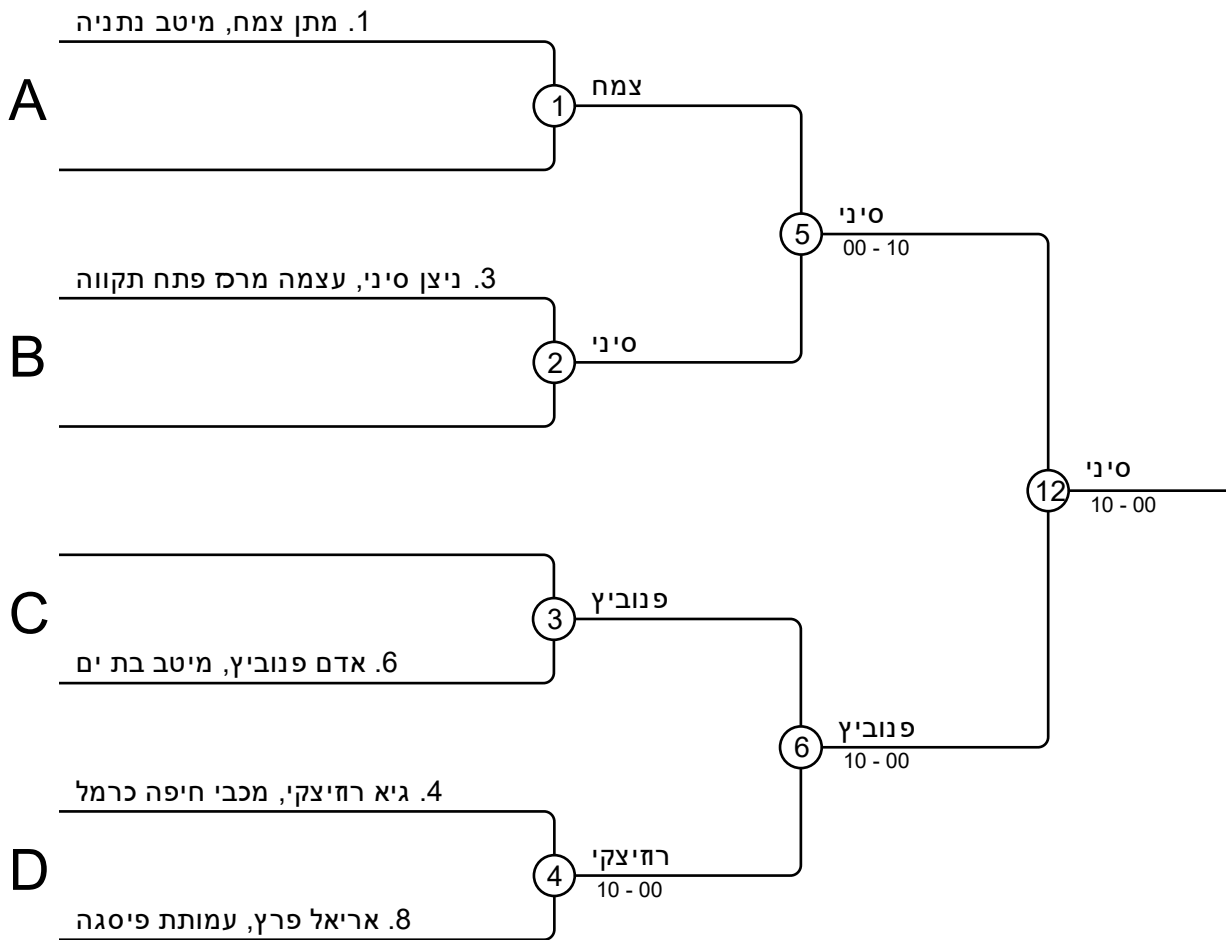 1. מתן צמח, מיטב נתניה
A
1
צמח
5
סיני
00 - 10
3. ניצן סיני, עצמה מרכז פתח תקווה
B
2
סיני
12
סיני
10 - 00
C
3
פנוביץ
6. אדם פנוביץ, מיטב בת ים
6
פנוביץ
10 - 00
4. גיא רוזיצקי, מכבי חיפה כרמל
D
4
רוזיצקי
10 - 00
8. אריאל פרץ, עמותת פיסגה